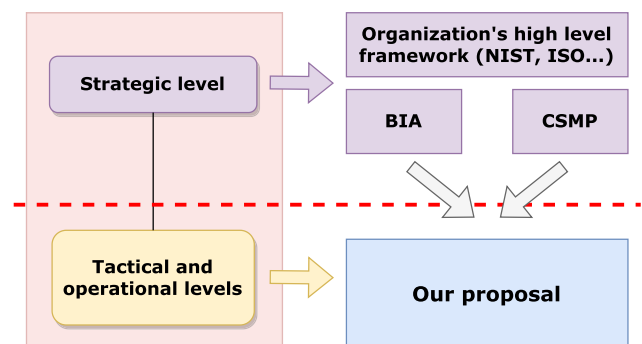 Strategic level
Organization's high level
framework (NIST, ISO...)
BIA
CSMP
Tactical and
operational levels
Our proposal